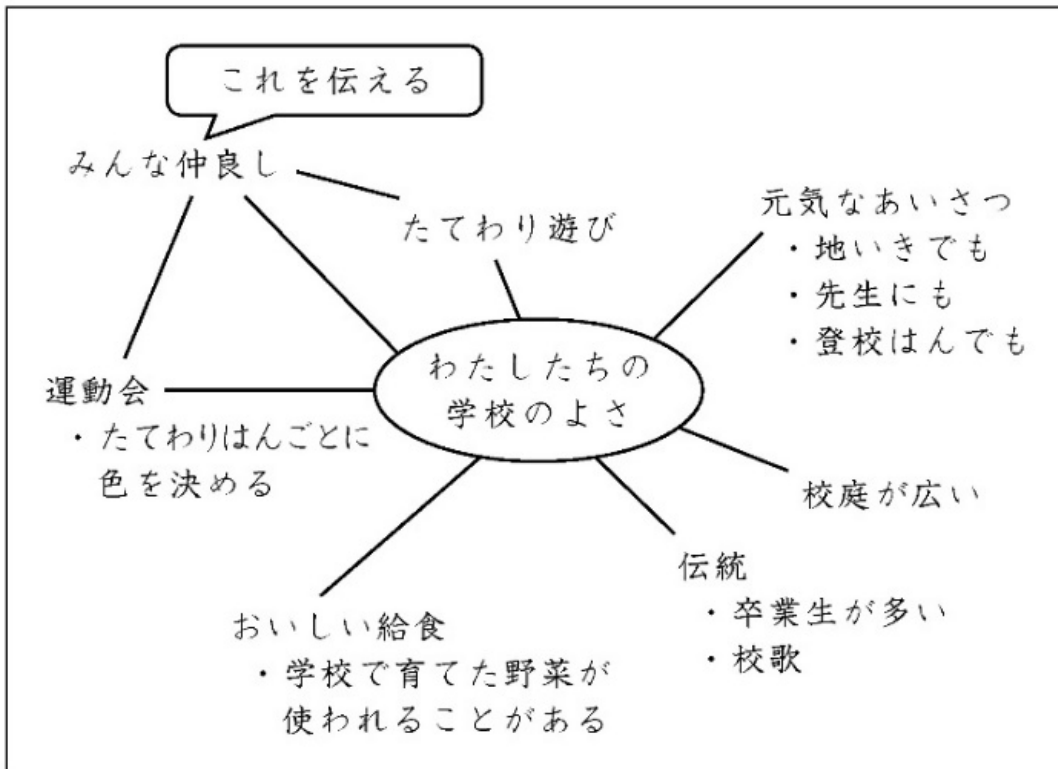 これを伝える
みんな仲良し
たてわり遊び
元気なあいさつ
・地いきでも
・先生にも
・登校はんでも
わたしたちの
学校のよさ
運動会
・たてわりはんごとに
色を決める
校庭が広い
伝統
・卒業生が多い
・校歌
おいしい給食
・学校で育てた野菜が
使われることがある